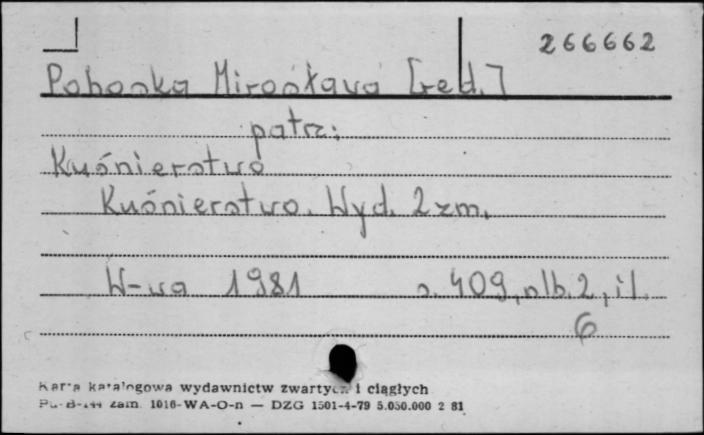 266662
Pohoska Mirosława [red.]
patrz:
Kuśnierstwo
Kuśnierstwo. Wyd. 2 zm.
W-wa 1981 s. 409, nlb. 2, il.
6
Karta katalogowa wydawnictw zwartych i ciągłych
zam. 1016-WA-O-n — DZG 1501-4-79 5.050.000 2 81